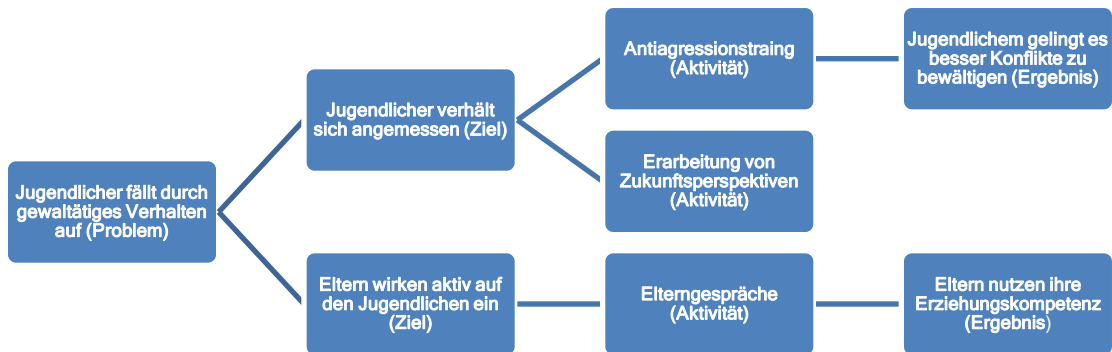 Jugendlicher fällt durch
gewaltätiges Verhalten
auf (Problem)
Jugendlicher verhält
sich angemessen (Ziel)
Antiagressionstraing
(Aktivität)
Jugendlichem gelingt es
besser Konflikte zu
bewältigen (Ergebnis)
Erarbeitung von
Zukunftsperspektiven
(Aktivität)
Eltern wirken aktiv auf
den Jugendlichen ein
(Ziel)
Elterngespräche
(Aktivität)
Eltern nutzen ihre
Erziehungskompetenz
(Ergebnis)